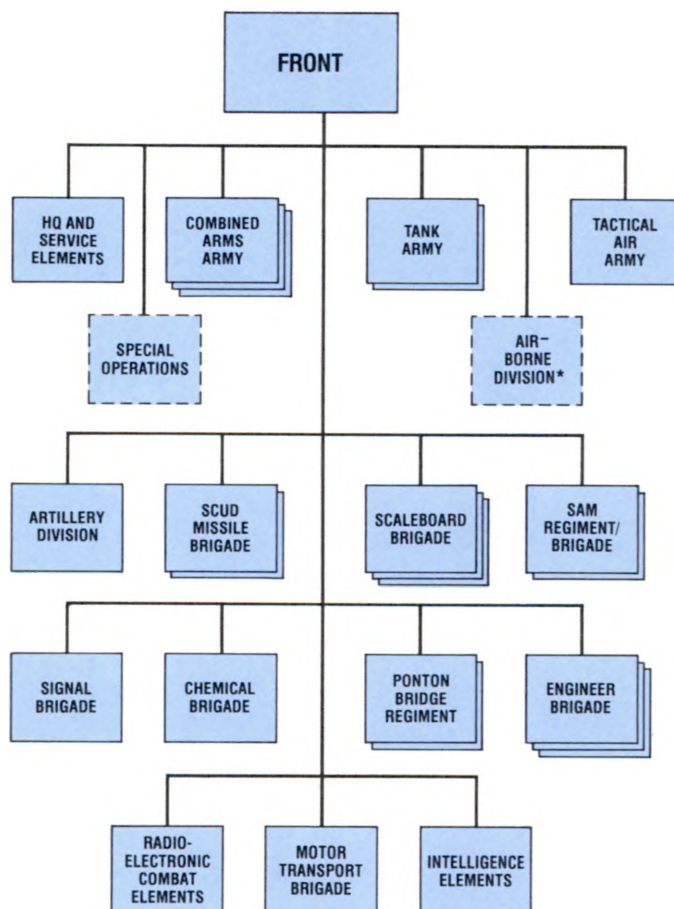 FRONT
HQ AND
SERVICE
ELEMENTS
COMBINED
ARMS
ARMY
TANK
ARMY
TACTICAL
AIR
ARMY
SPECIAL
OPERATIONS
AIR–
BORNE
DIVISION*
ARTILLERY
DIVISION
SCUD
MISSILE
BRIGADE
SCALEBOARD
BRIGADE
SAM
REGIMENT/
BRIGADE
SIGNAL
BRIGADE
CHEMICAL
BRIGADE
PONTON
BRIDGE
REGIMENT
ENGINEER
BRIGADE
RADIO-
ELECTRONIC
COMBAT
ELEMENTS
MOTOR
TRANSPORT
BRIGADE
INTELLIGENCE
ELEMENTS